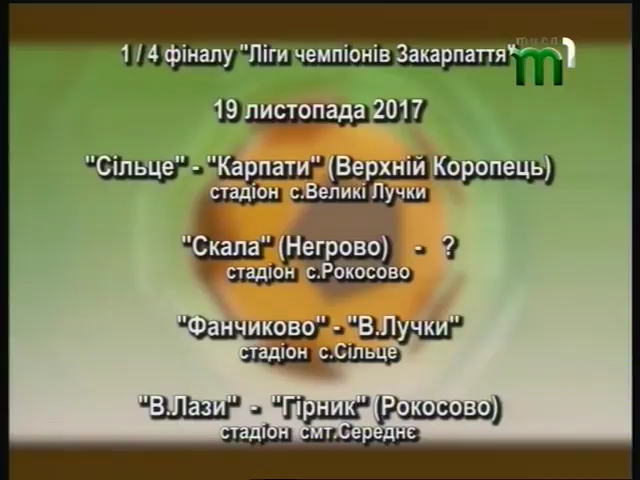 1 / 4 фіналу "Ліги чемпіонів Закарпаття"
19 листопада 2017
"Сільце" - "Карпати" (Верхній Коропець)
стадіон с.Великі Лучки
"Скала" (Негрово) - ?
стадіон с.Рокосово
"Фанчиково" - "В.Лучки"
стадіон с.Сільце
"В.Лази" - "Гірник" (Рокосово)
стадіон смт.Середнє